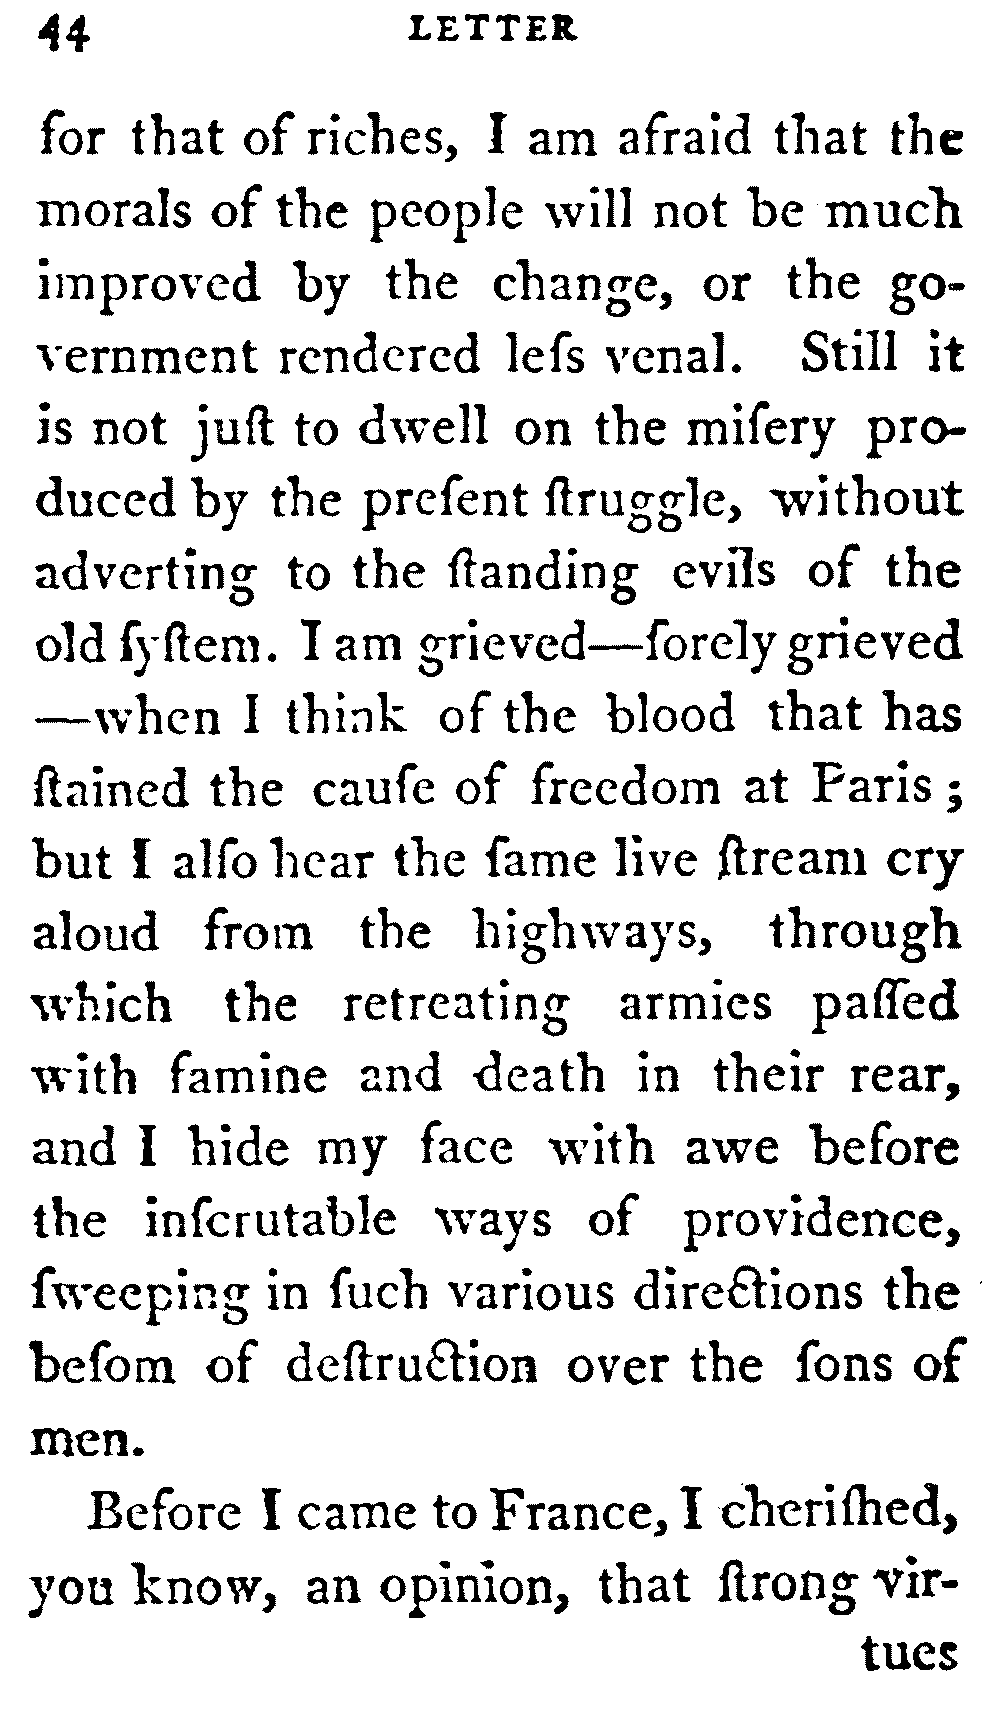 44 LETTER
for that of riches, I am afraid that the
morals of the people will not be much
improved by the change, or the go-
vernment rendered leſs venal. Still it
is not juſt to dwell on the miſery pro-
duced by the preſent ſtruggle, without
adverting to the ſtanding evils of the
old ſyſtem. I am grieved—ſorely grieved
—when I think of the blood that has
ſtained the cauſe of freedom at Paris;
but I alſo hear the ſame live ſtream cry
aloud from the highways, through
which the retreating armies paſſed
with famine and death in their rear,
and I hide my face with awe before
the inſcrutable ways of providence,
ſweeping in ſuch various directions the
beſom of deſtruction over the ſons of
men.
Before I came to France, I cheriſhed,
you know, an opinion, that ſtrong vir-
tues